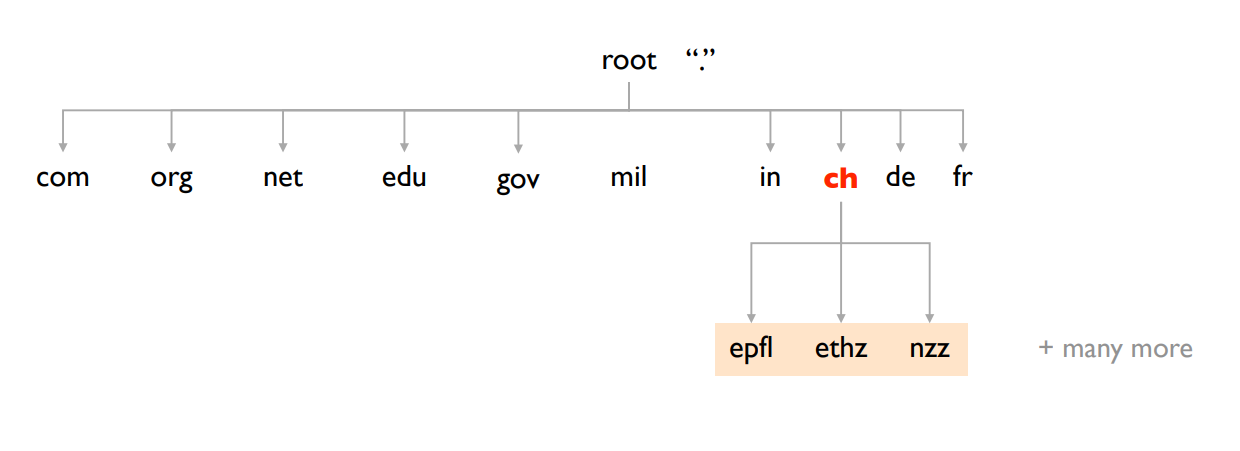 root “.”
com org net edu gov mil in ch de fr
epfl ethz nzz + many more